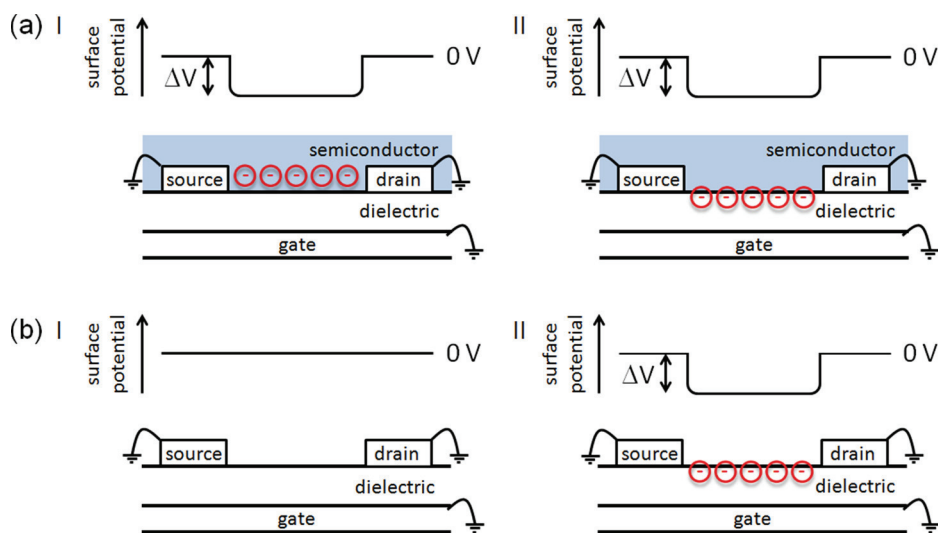 (a) I
surface
potential
ΔV
0 V
semiconductor
source
- - - - -
drain
dielectric
gate
II
surface
potential
ΔV
0 V
semiconductor
source
- - - - -
drain
dielectric
gate
(b) I
surface
potential
0 V
source
drain
dielectric
gate
II
surface
potential
ΔV
0 V
source
- - - - -
drain
dielectric
gate